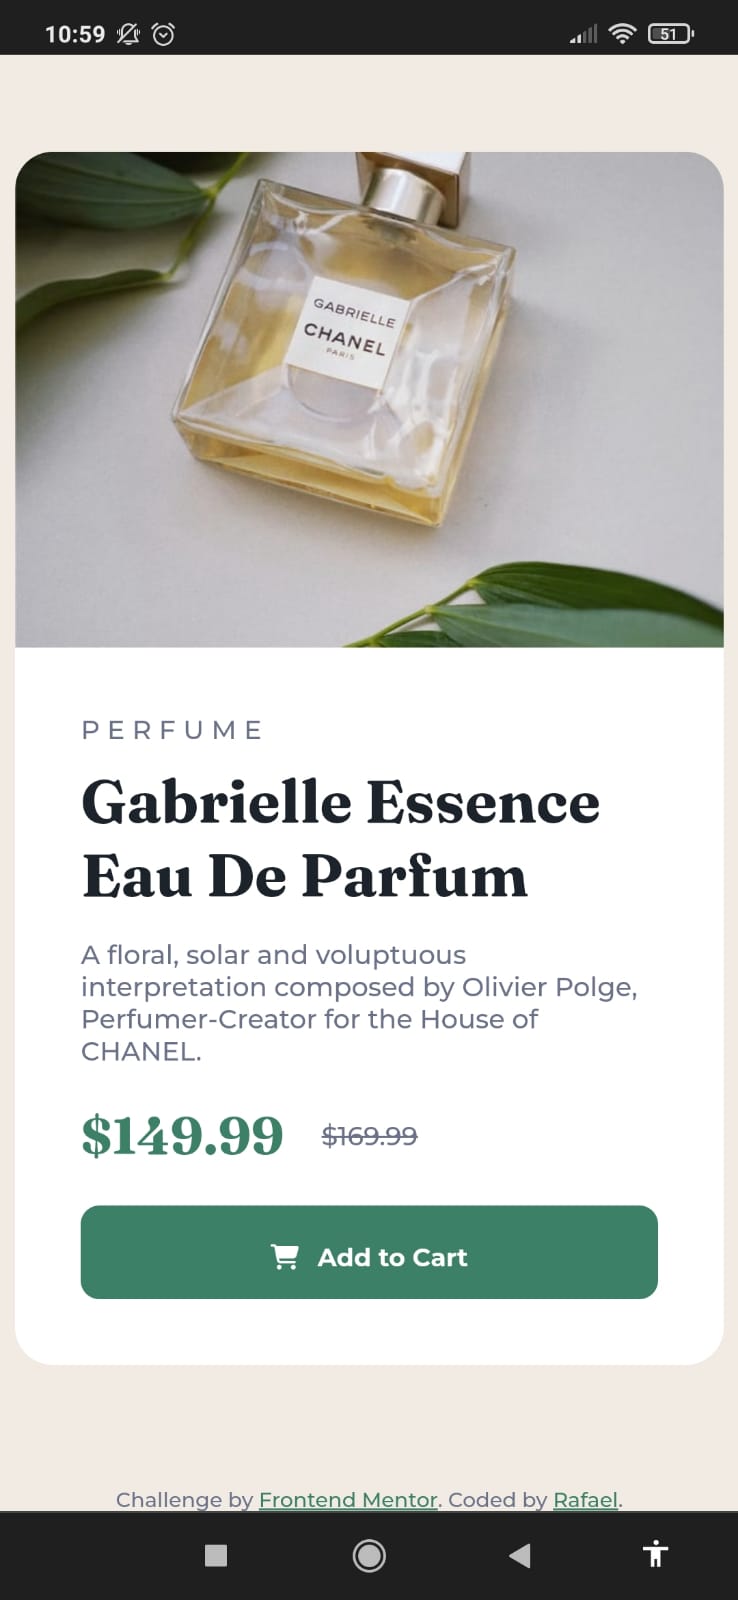 10:59
51
GABRIELLE
CHANEL
PARIS
PERFUME
Gabrielle Essence
Eau De Parfum
A floral, solar and voluptuous
interpretation composed by Olivier Polge,
Perfumer-Creator for the House of
CHANEL.
$149.99 $169.99
Add to Cart
Challenge by Frontend Mentor. Coded by Rafael.